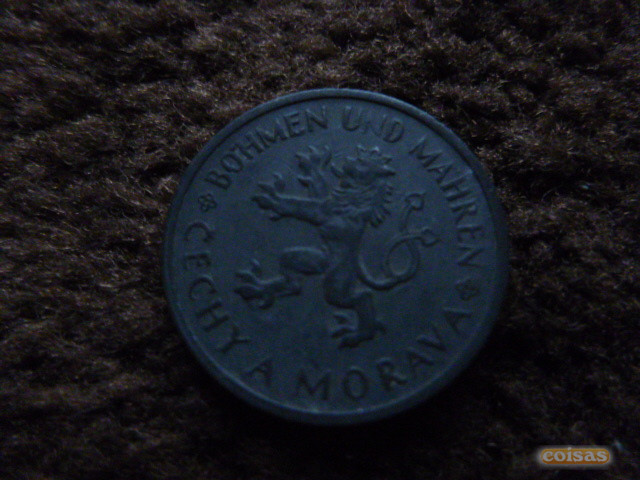 BÖHMEN UND MÄHREN
ČECHY A MORAVA
coisas